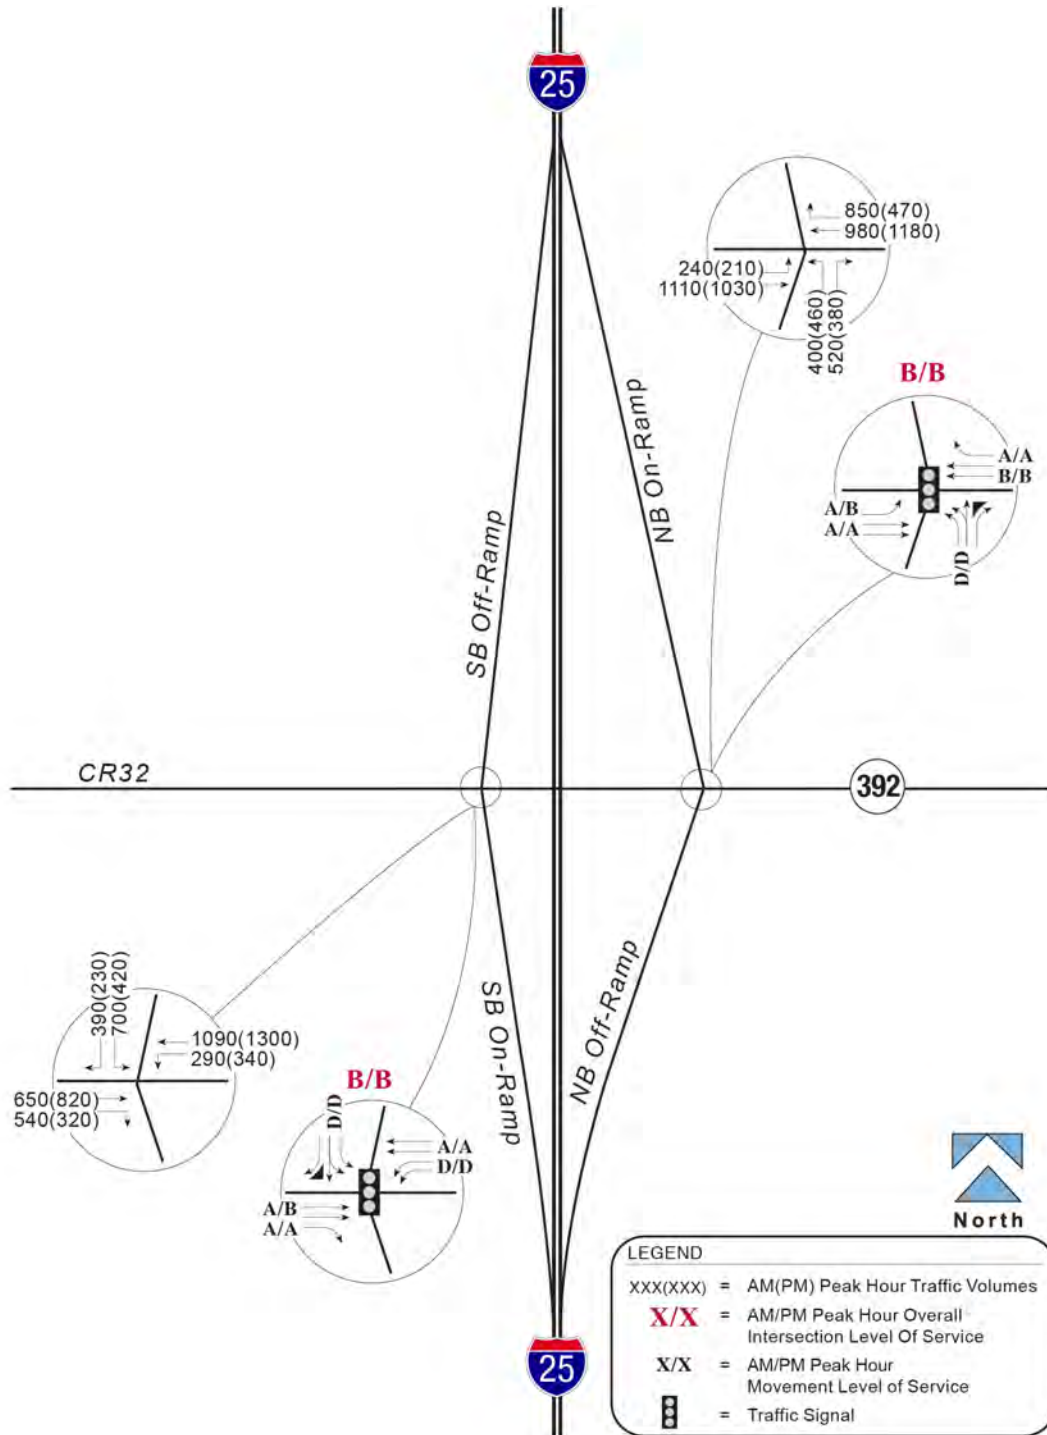 25
850(470)
980(1180)
240(210)
1110(1030)
400(460)
520(380)
B/B
A/A
B/B
A/B
A/A
D/D
SB Off-Ramp
NB On-Ramp
CR32
392
390(230)
700(420)
1090(1300)
290(340)
650(820)
540(320)
B/B
D/D
A/A
D/D
A/B
A/A
SB On-Ramp
NB Off-Ramp
North
25
LEGEND
XXX(XXX) = AM(PM) Peak Hour Traffic Volumes
X/X = AM/PM Peak Hour Overall
Intersection Level Of Service
X/X = AM/PM Peak Hour
Movement Level of Service
= Traffic Signal